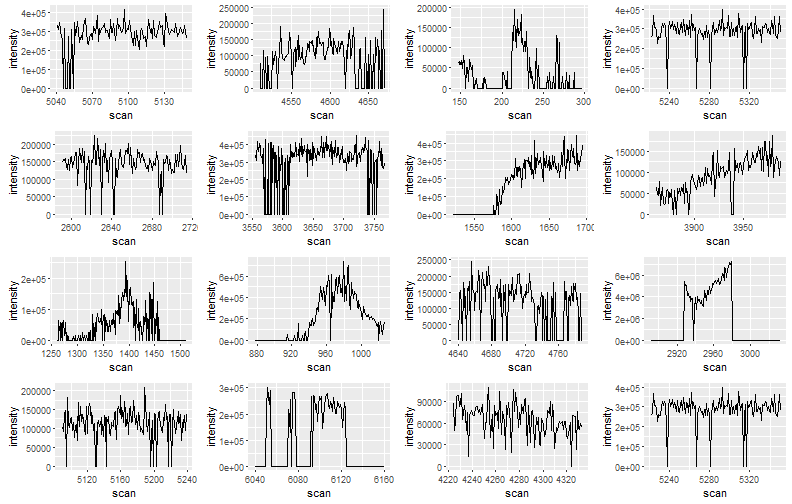 intensity
4e+05
3e+05
2e+05
1e+05
0e+00
5040 5070 5100 5130
scan
intensity
250000
200000
150000
100000
50000
0
4550 4600 4650
scan
intensity
200000
150000
100000
50000
0
150 200 250 300
scan
intensity
4e+05
3e+05
2e+05
1e+05
0e+00
5240 5280 5320
scan
intensity
200000
150000
100000
50000
0
2600 2640 2680
scan
intensity
4e+05
3e+05
2e+05
1e+05
0e+00
3550 3600 3650 3700 3750
scan
intensity
4e+05
3e+05
2e+05
1e+05
0e+00
1550 1600 1650
scan
intensity
150000
100000
50000
0
3900 3950
scan
intensity
2e+05
1e+05
0e+00
1250 1300 1350 1400 1450 1500
scan
intensity
6e+05
4e+05
2e+05
0e+00
880 920 960 1000
scan
intensity
250000
200000
150000
100000
50000
0
4640 4680 4720 4760
scan
intensity
6e+06
4e+06
2e+06
0e+00
2920 2960 3000
scan
intensity
200000
150000
100000
50000
0
5120 5160 5200 5240
scan
intensity
3e+05
2e+05
1e+05
0e+00
6040 6080 6120 6160
scan
intensity
90000
60000
30000
0
4220 4240 4260 4280 4300 4320
scan
intensity
4e+05
3e+05
2e+05
1e+05
0e+00
5240 5280 5320
scan